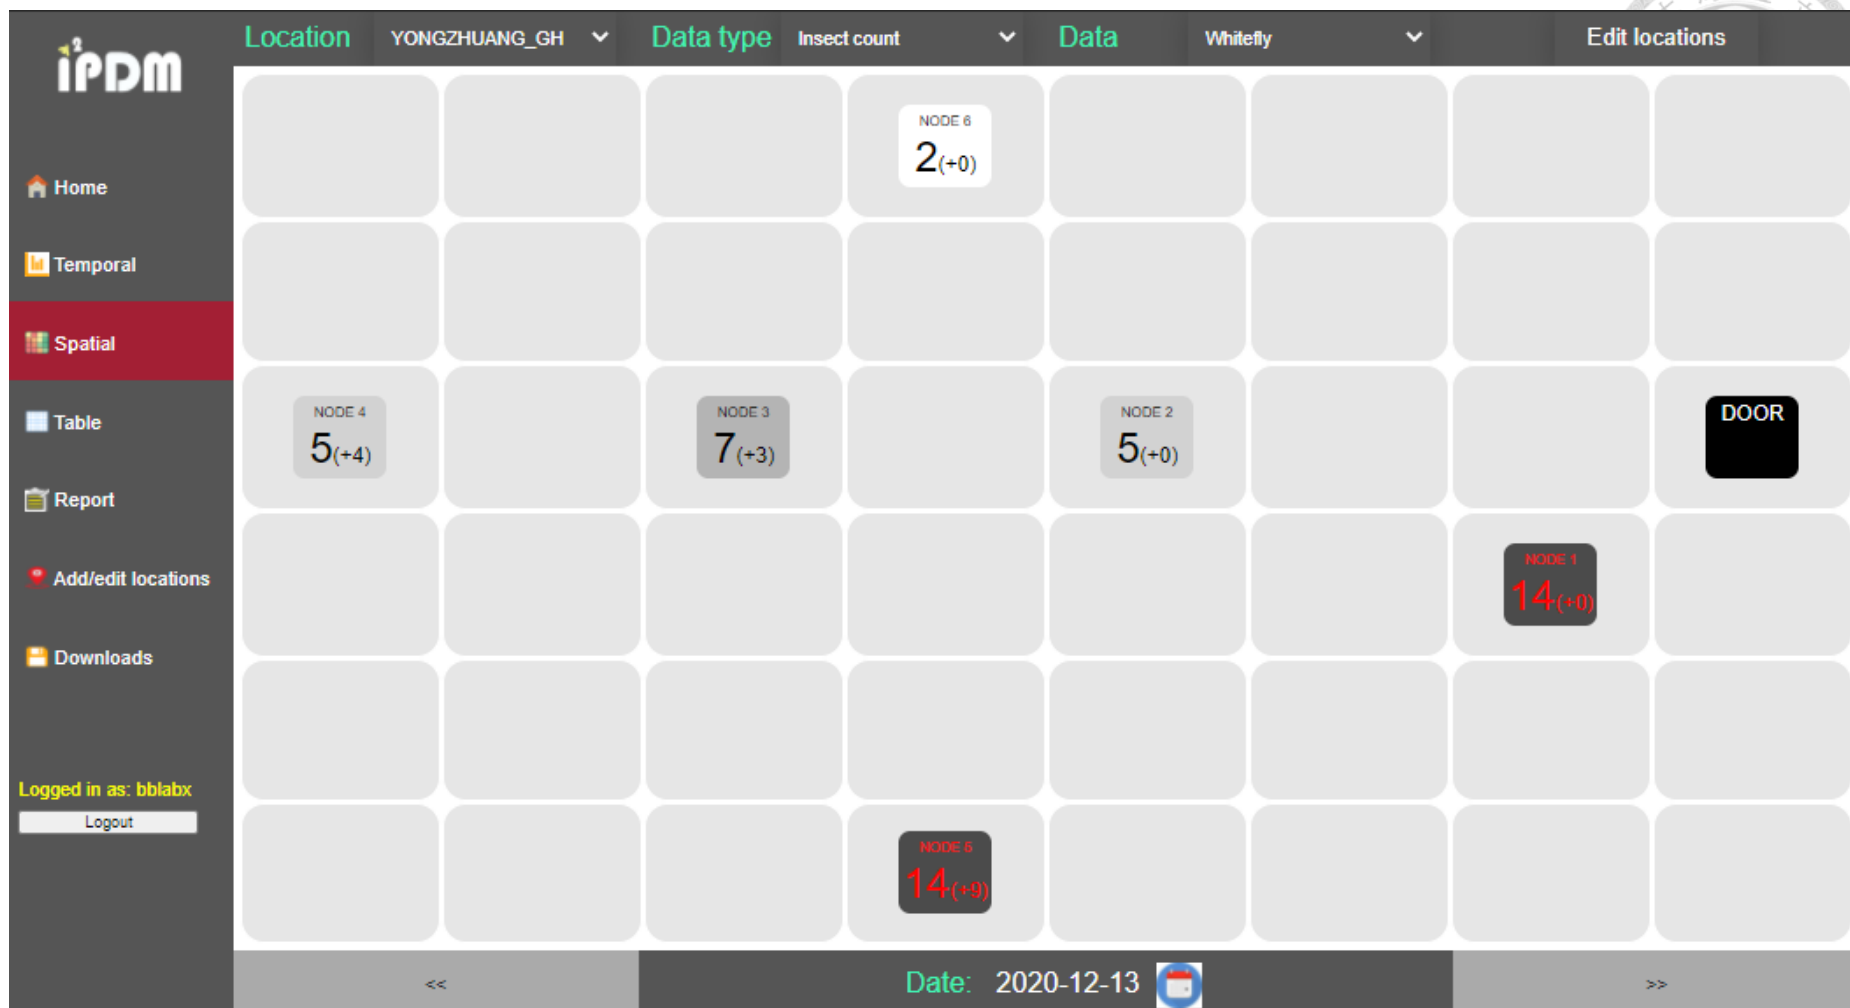 i²PDM
Location YONGZHUANG_GH Data type Insect count Data Whitefly Edit locations
Home
Temporal
Spatial
Table
Report
Add/edit locations
Downloads
Logged in as: bblabx
Logout
NODE 6
2(+0)
NODE 4
5(+4)
NODE 3
7(+3)
NODE 2
5(+0)
DOOR
NODE 1
14(+0)
NODE 5
14(+9)
<< Date: 2020-12-13 >>